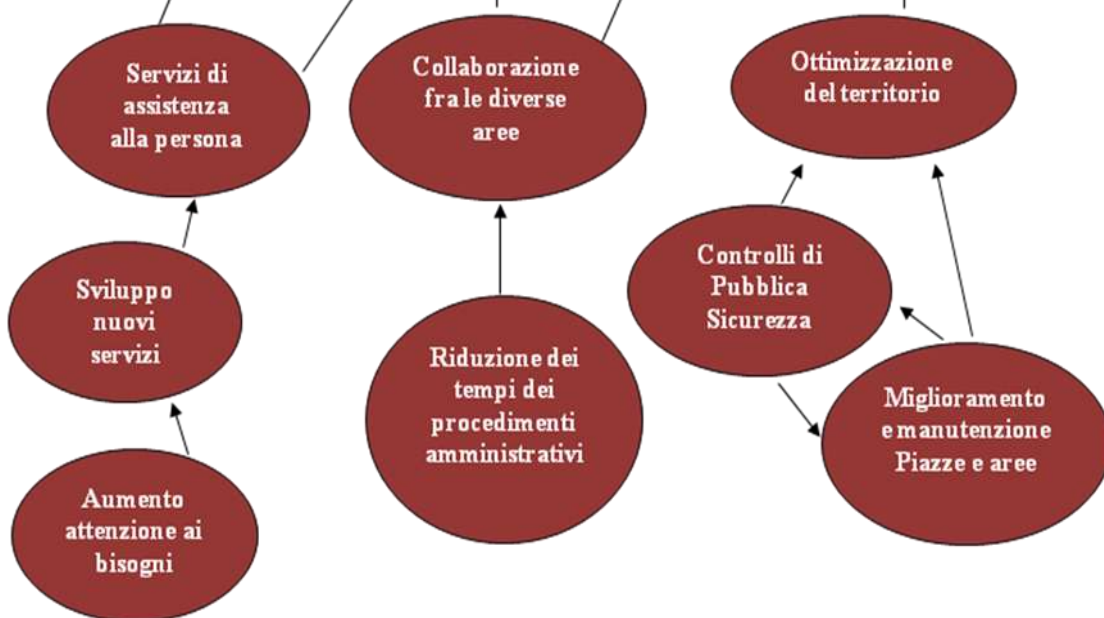 Servizi di
assistenza
alla persona
Collaborazione
fra le diverse
aree
Ottimizzazione
del territorio
Sviluppo
nuovi
servizi
Riduzione dei
tempi dei
procedimenti
amministrativi
Controlli di
Pubblica
Sicurezza
Miglioramento
e manutenzione
Piazze e aree
Aumento
attenzione ai
bisogni